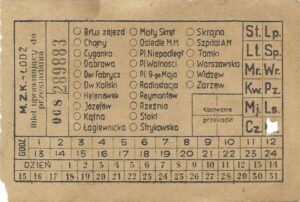 M.Z.K.-ŁÓDŹ
Bilet uprawniający do
008 289883
Brus zajezd
Chojny
Cyganka
Dąbrowa
Dw. Fabrycz
Dw. Kaliski
Helenówek
Józefów
Kątna
Łagiewnicka
Mały Skręt
Osiedle M.M
Pl. Niepodległ
Pl. Wolności
Pl. 9-go Maja
Radiostacja
Reymontów
Rzeźnia
Stoki
Strykowska
Skrajna
Szpital A.M
Tamki
Warszawska
Widzew
Zarzew
kasowanie
przesiadki
St. Lp.
Lt. Sp.
Mr. Wr.
Kw. Pz.
Mj. Ls.
Cz.
GODZ. 1 2 3 4 5 6 7 8 9 10 11 12
13 14 15 16 17 18 19 20 21 22 23 24
DZIEŃ 1 2 3 4 5 6 7 8 9 10 11 12 13 14
15 16 17 18 19 20 21 22 23 24 25 26 27 28 29 30 31